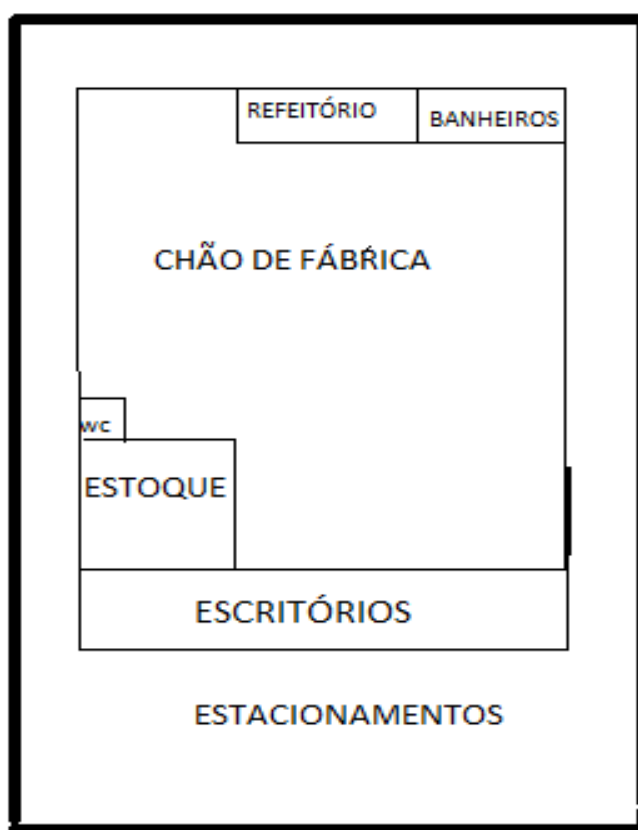 REFEITÓRIO
BANHEIROS
CHÃO DE FÁBRICA
WC
ESTOQUE
ESCRITÓRIOS
ESTACIONAMENTOS